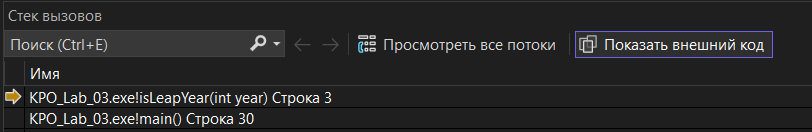 Стек вызовов
Поиск (Ctrl+E) Просмотреть все потоки Показать внешний код
Имя
KPO_Lab_03.exe!isLeapYear(int year) Строка 3
KPO_Lab_03.exe!main() Строка 30